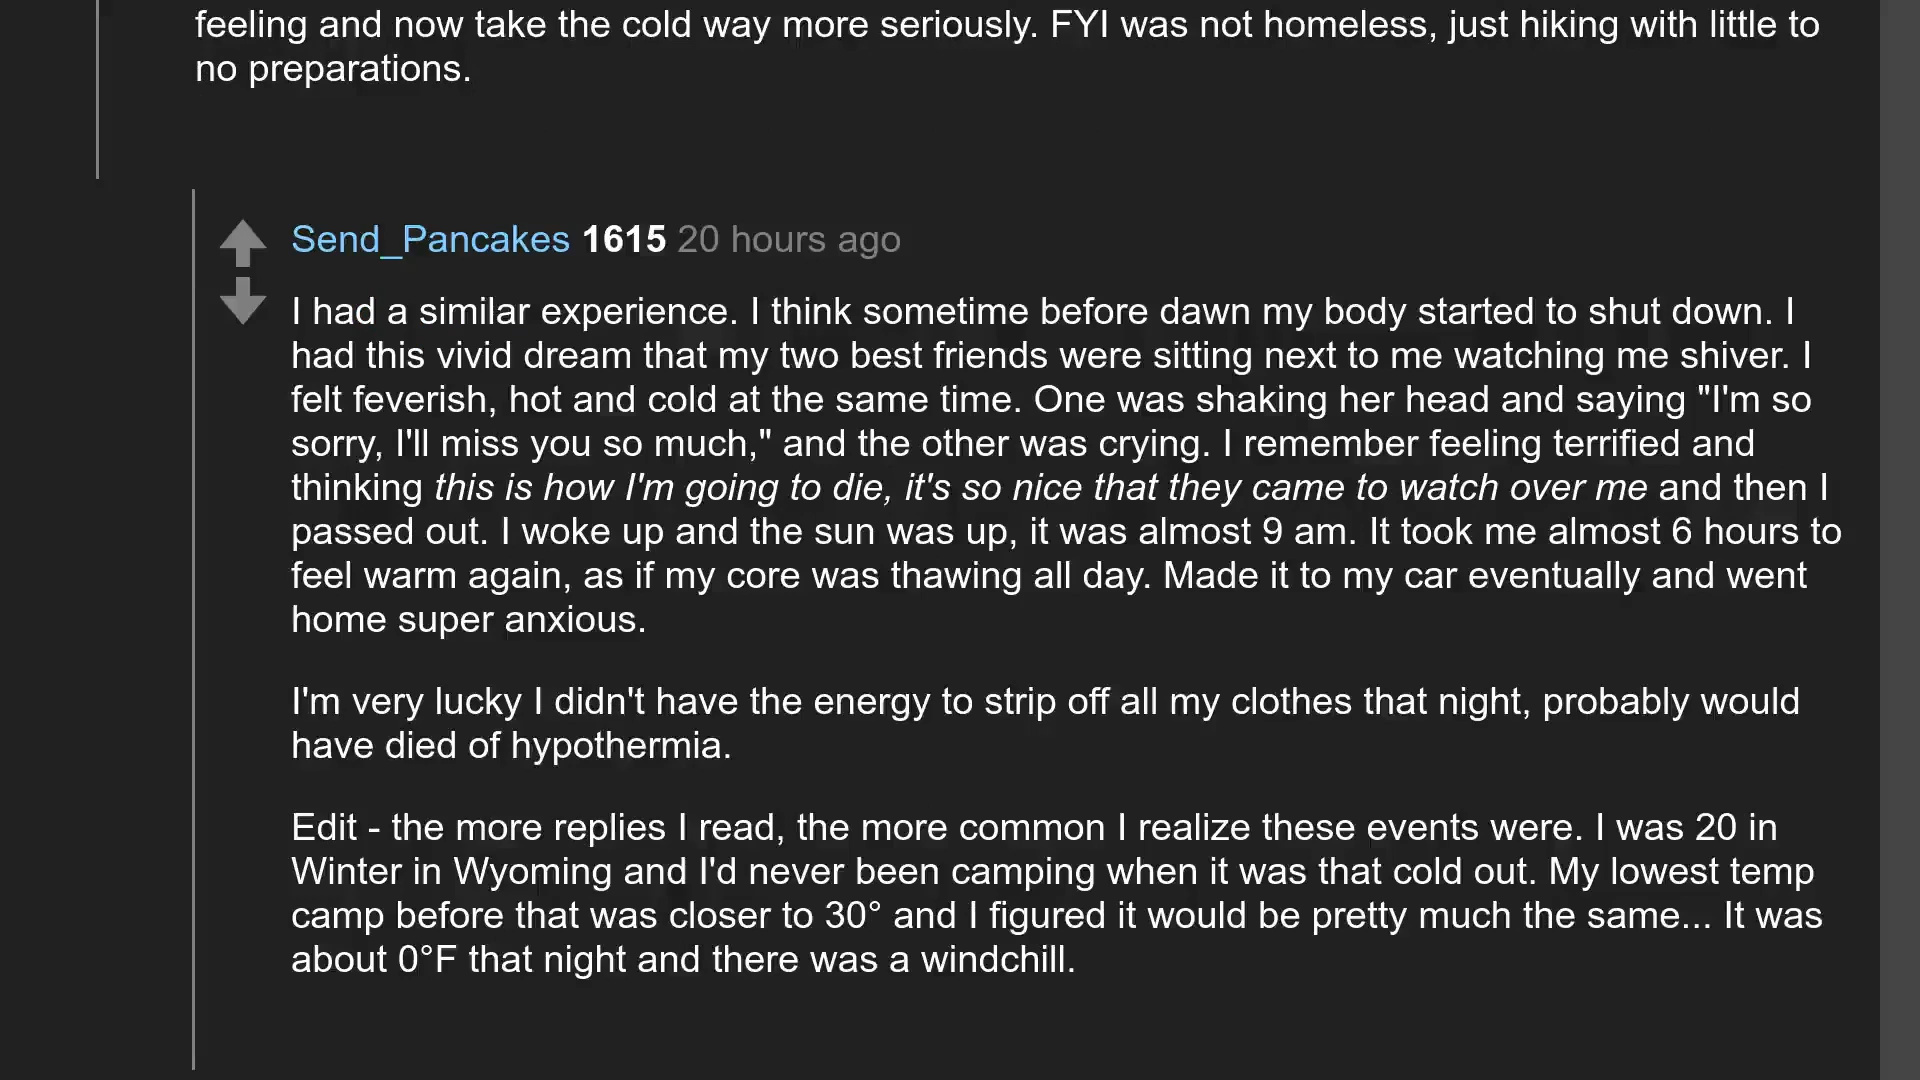 feeling and now take the cold way more seriously. FYI was not homeless, just hiking with little to
no preparations.
Send_Pancakes 1615 20 hours ago
I had a similar experience. I think sometime before dawn my body started to shut down. I
had this vivid dream that my two best friends were sitting next to me watching me shiver. I
felt feverish, hot and cold at the same time. One was shaking her head and saying "I'm so
sorry, I'll miss you so much," and the other was crying. I remember feeling terrified and
thinking this is how I'm going to die, it's so nice that they came to watch over me and then I
passed out. I woke up and the sun was up, it was almost 9 am. It took me almost 6 hours to
feel warm again, as if my core was thawing all day. Made it to my car eventually and went
home super anxious.
I'm very lucky I didn't have the energy to strip off all my clothes that night, probably would
have died of hypothermia.
Edit - the more replies I read, the more common I realize these events were. I was 20 in
Winter in Wyoming and I'd never been camping when it was that cold out. My lowest temp
camp before that was closer to 30° and I figured it would be pretty much the same... It was
about 0°F that night and there was a windchill.